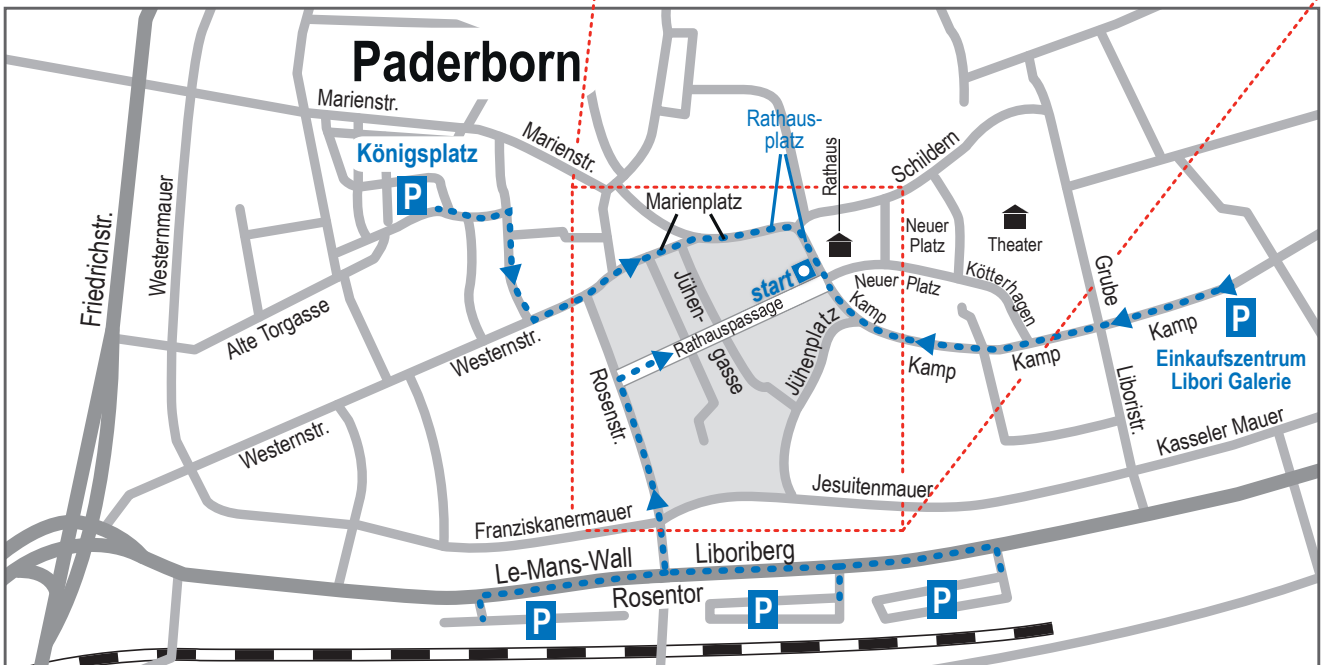 Paderborn
Marienstr.
Marienstr.
Königsplatz
P
Rathaus-
platz
Rathaus
Schildern
Marienplatz
Neuer
Platz
Theater
Friedrichstr.
Westernmauer
Alte Torgasse
Westernstr.
Westernstr.
Jühen-
gasse
start
Rathauspassage
Kamp
Neuer Platz
Kötterhagen
Grube
Jühenplatz
Kamp
Kamp
Kamp
P
Einkaufszentrum
Libori Galerie
Rosenstr.
Liboristr.
Kasseler Mauer
Jesuitenmauer
Franziskanermauer
Le-Mans-Wall
Liboriberg
Rosentor
P
P
P